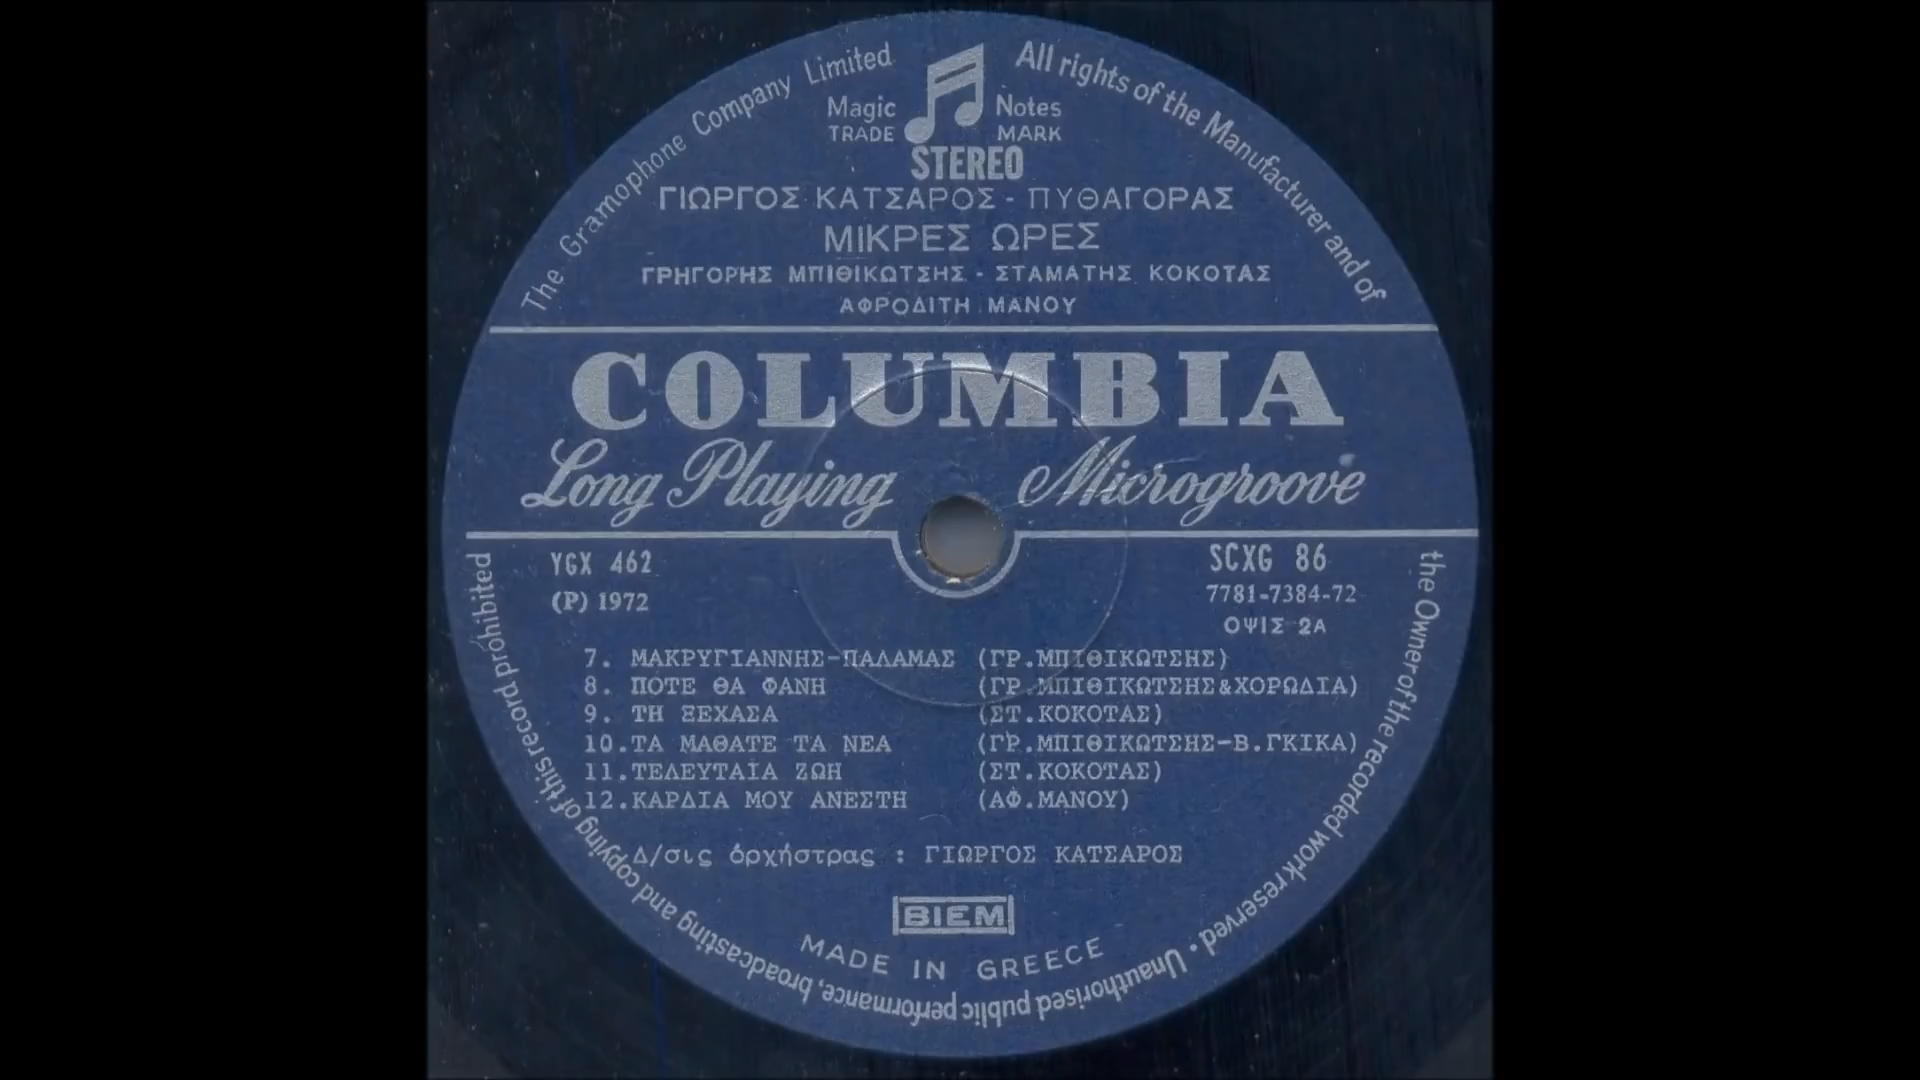 The Gramophone Company Limited
All rights of the Manufacturer and of
the Owner of the recorded work reserved • Unauthorised public performance, broadcasting and copying of this record prohibited
Magic Notes
TRADE MARK
STEREO
ΓΙΩΡΓΟΣ ΚΑΤΣΑΡΟΣ - ΠΥΘΑΓΟΡΑΣ
ΜΙΚΡΕΣ ΩΡΕΣ
ΓΡΗΓΟΡΗΣ ΜΠΙΘΙΚΩΤΣΗΣ - ΣΤΑΜΑΤΗΣ ΚΟΚΟΤΑΣ
ΑΦΡΟΔΙΤΗ ΜΑΝΟΥ
COLUMBIA
Long Playing Microgroove
YGX 462 SCXG 86
(P) 1972 7781-7384-72
ΟΨΙΣ 2Α
7. ΜΑΚΡΥΓΙΑΝΝΗΣ-ΠΑΛΑΜΑΣ (ΓΡ.ΜΠΙΘΙΚΩΤΣΗΣ)
8. ΠΟΤΕ ΘΑ ΦΑΝΗ (ΓΡ.ΜΠΙΘΙΚΩΤΣΗΣ&ΧΟΡΩΔΙΑ)
9. ΤΗ ΞΕΧΑΣΑ (ΣΤ.ΚΟΚΟΤΑΣ)
10.ΤΑ ΜΑΘΑΤΕ ΤΑ ΝΕΑ (ΓΡ.ΜΠΙΘΙΚΩΤΣΗΣ-Β.ΓΚΙΚΑ)
11.ΤΕΛΕΥΤΑΙΑ ΖΩΗ (ΣΤ.ΚΟΚΟΤΑΣ)
12.ΚΑΡΔΙΑ ΜΟΥ ΑΝΕΣΤΗ (ΑΦ.ΜΑΝΟΥ)
Δ/σις όρχήστρας : ΓΙΩΡΓΟΣ ΚΑΤΣΑΡΟΣ
BIEM
MADE IN GREECE